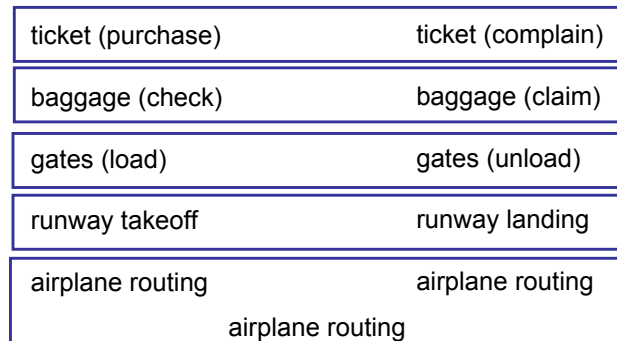 ticket (purchase) ticket (complain)
baggage (check) baggage (claim)
gates (load) gates (unload)
runway takeoff runway landing
airplane routing airplane routing
airplane routing